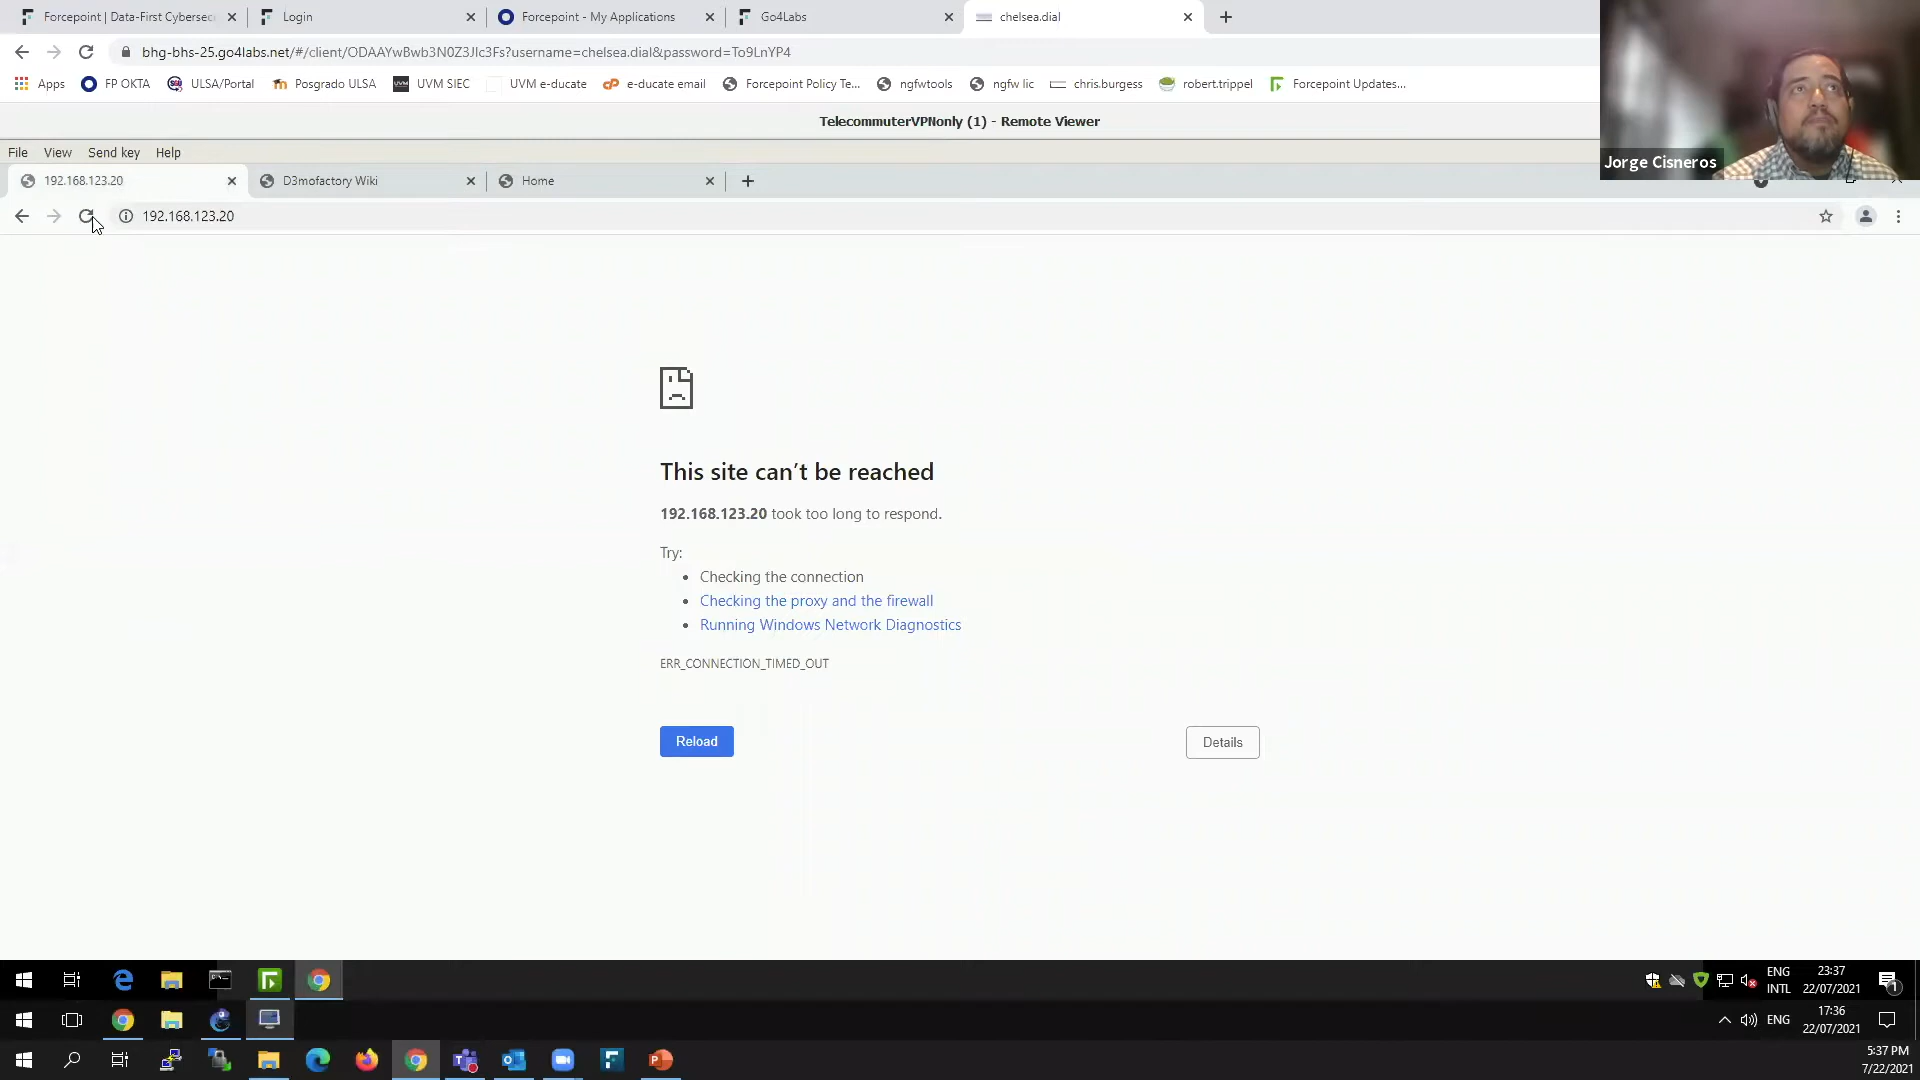 Forcepoint | Data-First Cybersec
Login
Forcepoint - My Applications
Go4Labs
chelsea.dial
bhg-bhs-25.go4labs.net/#/client/ODAAYwBwb3N0Z3Jlc3Fs?username=chelsea.dial&password=To9LnYP4
Apps
FP OKTA
ULSA/Portal
Posgrado ULSA
UVM SIEC
UVM e-ducate
e-ducate email
Forcepoint Policy Te...
ngfwtools
ngfw lic
chris.burgess
robert.trippel
Forcepoint Updates...
TelecommuterVPNonly (1) - Remote Viewer
File
View
Send key
Help
Jorge Cisneros
192.168.123.20
D3mofactory Wiki
Home
192.168.123.20
This site can’t be reached
192.168.123.20 took too long to respond.
Try:
Checking the connection
Checking the proxy and the firewall
Running Windows Network Diagnostics
ERR_CONNECTION_TIMED_OUT
Reload
Details
ENG
INTL
23:37
22/07/2021
1
ENG
17:36
22/07/2021
5:37 PM
7/22/2021